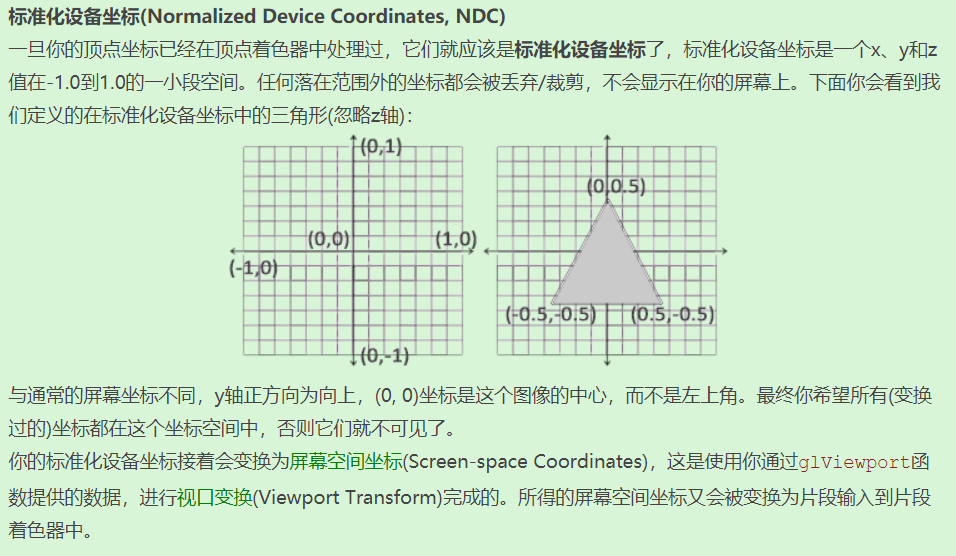 标准化设备坐标(Normalized Device Coordinates, NDC)
一旦你的顶点坐标已经在顶点着色器中处理过，它们就应该是标准化设备坐标了，标准化设备坐标是一个x、y和z
值在-1.0到1.0的一小段空间。任何落在范围外的坐标都会被丢弃/裁剪，不会显示在你的屏幕上。下面你会看到我
们定义的在标准化设备坐标中的三角形(忽略z轴)：
(0,1)
(0,0)
(1,0)
(-1,0)
(0,-1)
(0,0.5)
(-0.5,-0.5)
(0.5,-0.5)
与通常的屏幕坐标不同，y轴正方向为向上，(0, 0)坐标是这个图像的中心，而不是左上角。最终你希望所有(变换
过的)坐标都在这个坐标空间中，否则它们就不可见了。
你的标准化设备坐标接着会变换为屏幕空间坐标(Screen-space Coordinates)，这是使用你通过glViewport函
数提供的数据，进行视口变换(Viewport Transform)完成的。所得的屏幕空间坐标又会被变换为片段输入到片段
着色器中。